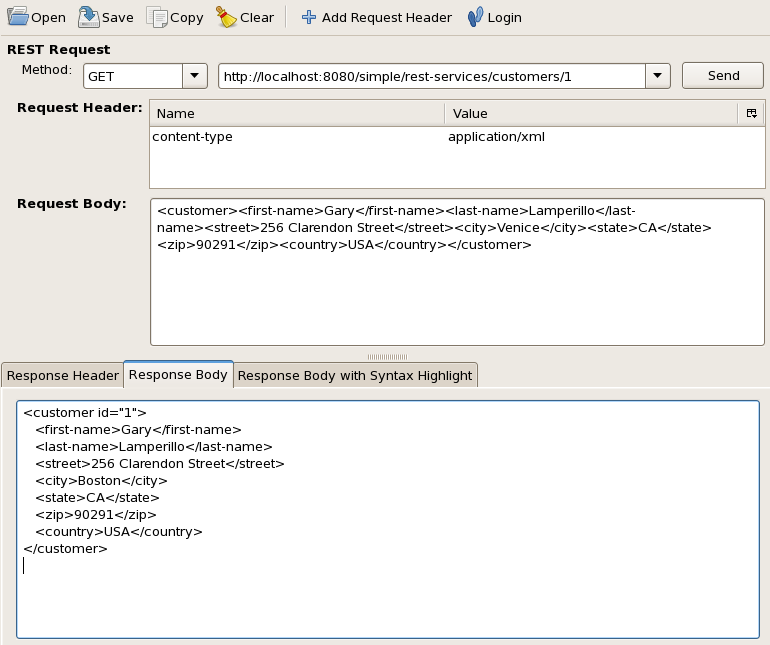 Open Save Copy Clear Add Request Header Login
REST Request
Method: GET http://localhost:8080/simple/rest-services/customers/1 Send
Request Header: Name Value
content-type application/xml
Request Body: <customer><first-name>Gary</first-name><last-name>Lamperillo</last-
name><street>256 Clarendon Street</street><city>Venice</city><state>CA</state>
<zip>90291</zip><country>USA</country></customer>
Response Header Response Body Response Body with Syntax Highlight
<customer id="1">
<first-name>Gary</first-name>
<last-name>Lamperillo</last-name>
<street>256 Clarendon Street</street>
<city>Boston</city>
<state>CA</state>
<zip>90291</zip>
<country>USA</country>
</customer>